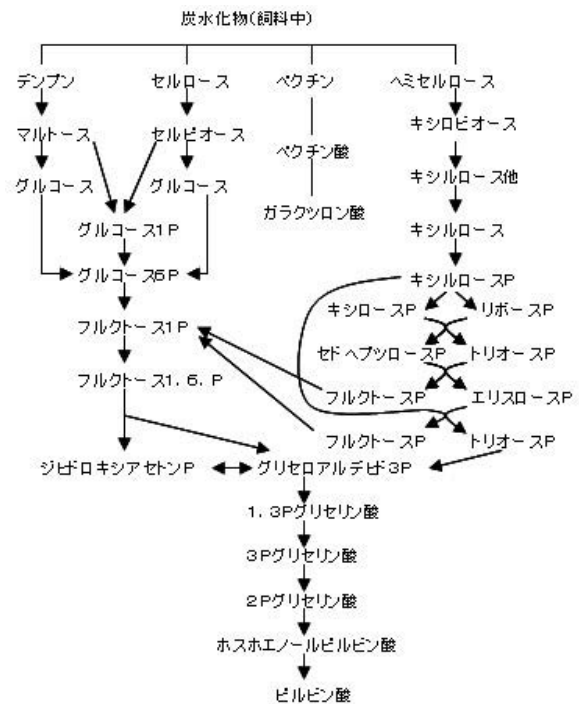 炭水化物(飼料中)
デンプン セルロース ペクチン ヘミセルロース
マルトース セルビオース ペクチン酸 キシロビオース
グルコース グルコース ガラクツロン酸 キシルロース他
グルコース1P キシルロース
グルコース6P キシルロースP
キシロースP リボースP
フルクトース1P
セドヘプツロースP トリオースP
フルクトース1.6.P
フルクトースP エリスロースP
フルクトースP トリオースP
ジヒドロキシアセトンP グリセロアルデヒド3P
1.3Pグリセリン酸
3Pグリセリン酸
2Pグリセリン酸
ホスホエノールピルビン酸
ピルビン酸